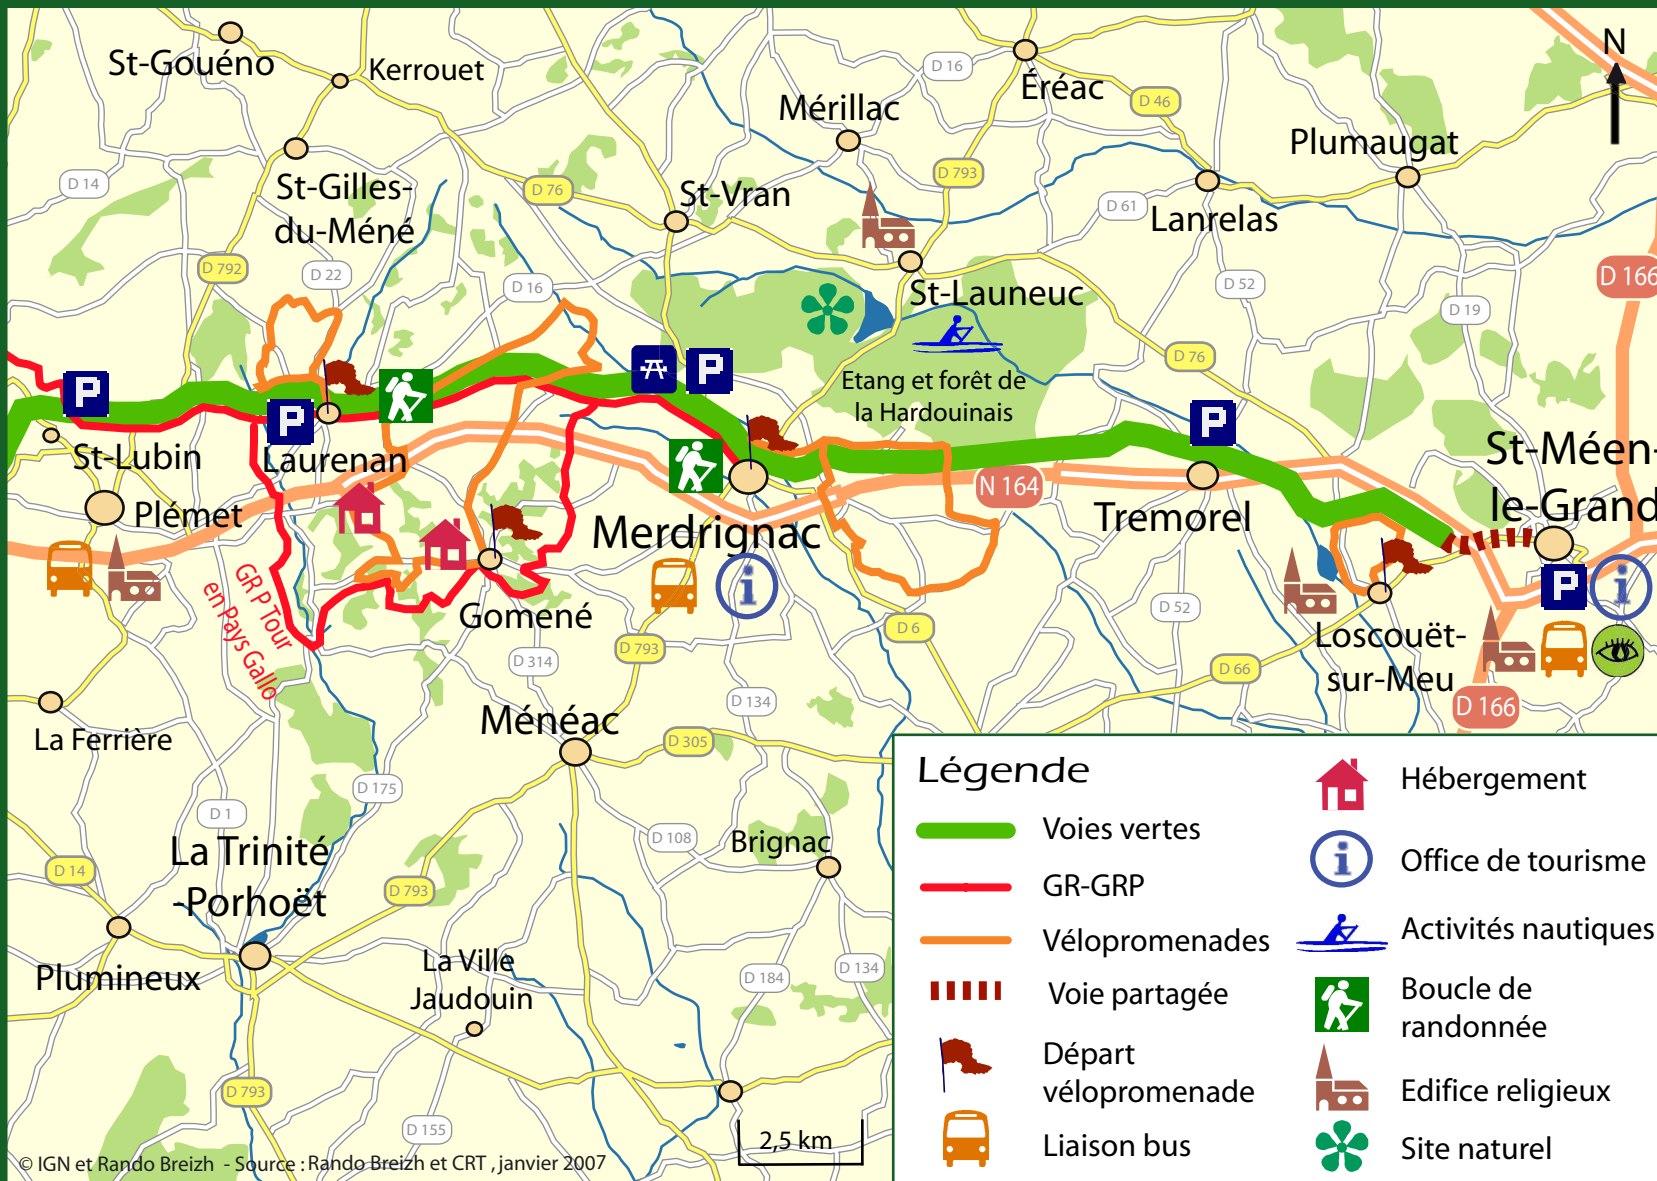 St-Gouéno
Kerrouet
D 16
Éréac
D 46
N
Mérillac
Plumaugat
D 14
St-Gilles-
du-Méné
D 76
St-Vran
D 793
D 61
Lanrelas
D 792
D 22
D 16
St-Launeuc
D 52
D 19
D 166
D 76
Etang et forêt de
la Hardouinais
P
P
P
P
St-Lubin
Laurenan
Plémet
Merdrignac
N 164
Tremorel
St-Méen-
le-Grand
GR P Tour
en Pays Gallo
Gomené
i
P
i
D 314
D 793
D 6
D 52
D 66
Loscouët-
sur-Meu
D 166
La Ferrière
Ménéac
D 134
D 305
D 175
D 1
D 108
Brignac
La Trinité
-Porhoët
D 14
D 793
Plumineux
La Ville
Jaudouin
D 184
D 134
D 793
D 155
2,5 km
© IGN et Rando Breizh - Source : Rando Breizh et CRT , janvier 2007
Légende
Voies vertes
GR-GRP
Vélopromenades
Voie partagée
Départ
vélopromenade
Liaison bus
Hébergement
i
Office de tourisme
Activités nautiques
Boucle de
randonnée
Edifice religieux
Site naturel